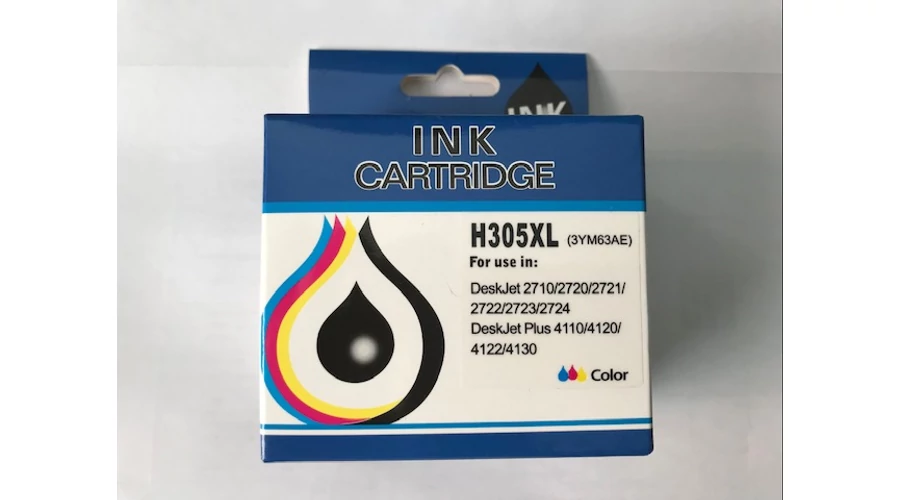 INK
INK
CARTRIDGE
H305XL (3YM63AE)
For use in:
DeskJet 2710/2720/2721/
2722/2723/2724
DeskJet Plus 4110/4120/
4122/4130
Color